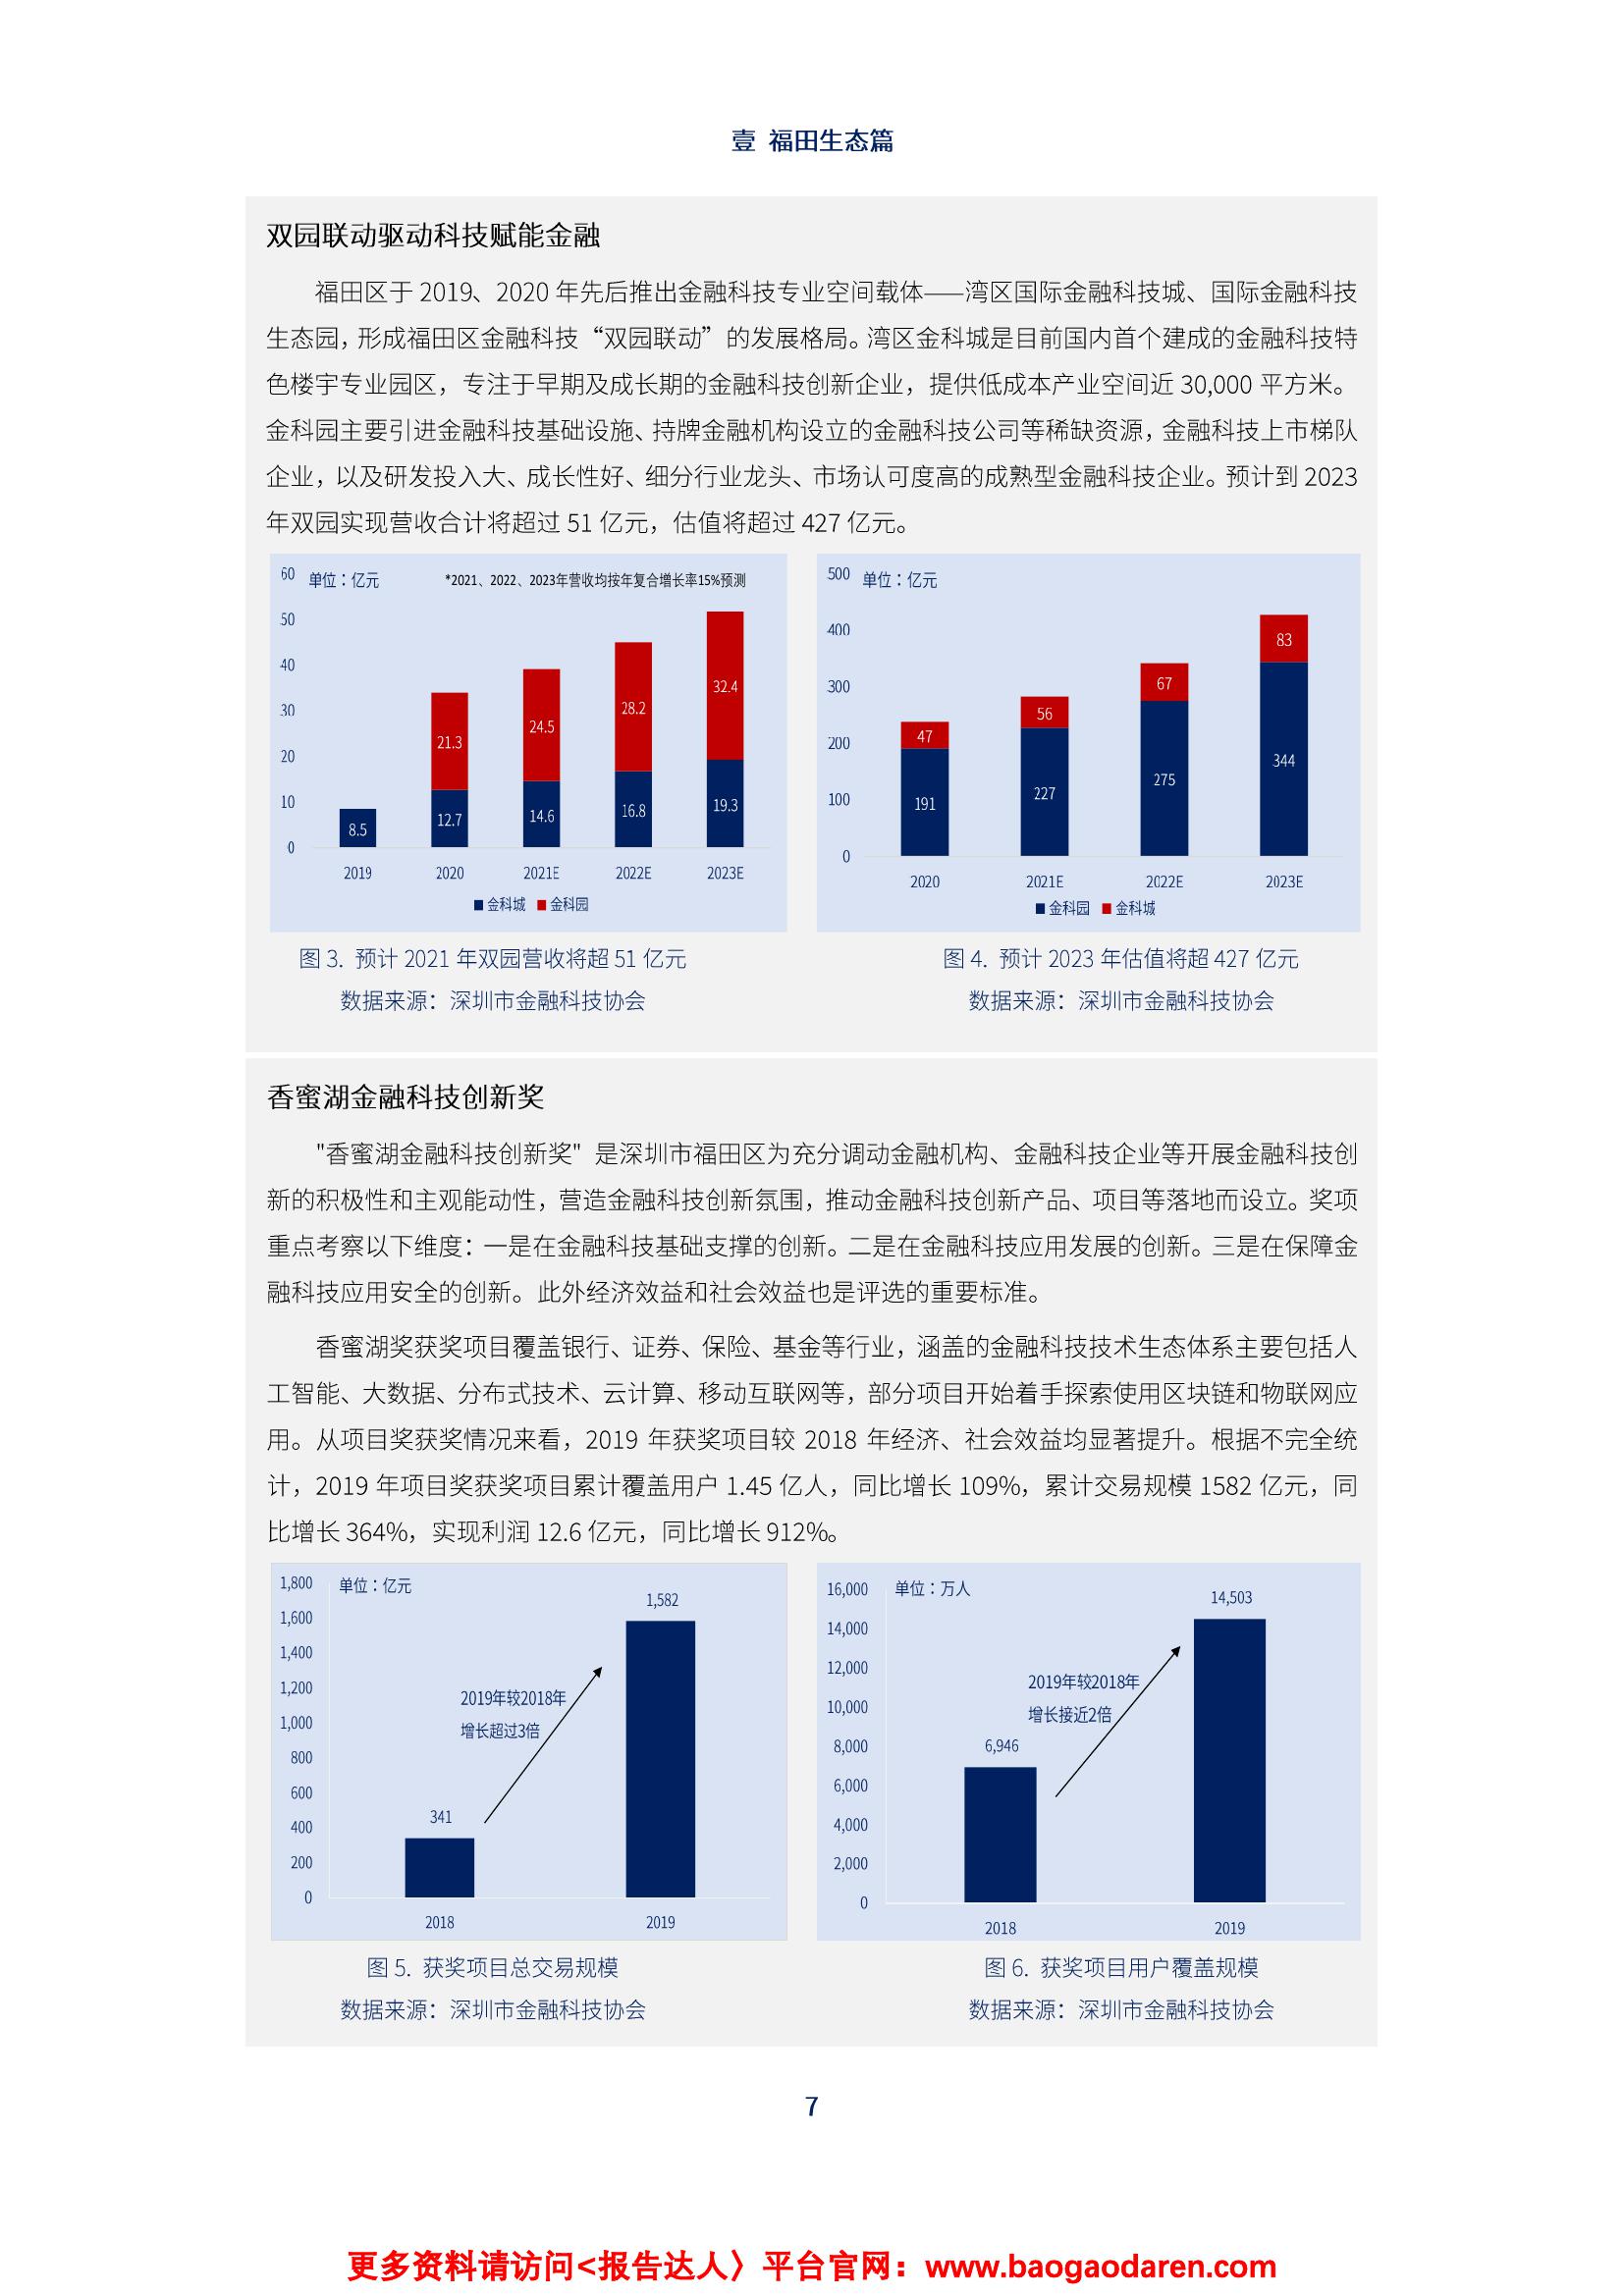 壹 福田生态篇
双园联动驱动科技赋能金融
福田区于 2019、2020 年先后推出金融科技专业空间载体——湾区国际金融科技城、国际金融科技
生态园，形成福田区金融科技“双园联动”的发展格局。湾区金科城是目前国内首个建成的金融科技特
色楼宇专业园区，专注于早期及成长期的金融科技创新企业，提供低成本产业空间近 30,000 平方米。
金科园主要引进金融科技基础设施、持牌金融机构设立的金融科技公司等稀缺资源，金融科技上市梯队
企业，以及研发投入大、成长性好、细分行业龙头、市场认可度高的成熟型金融科技企业。预计到 2023
年双园实现营收合计将超过 51 亿元，估值将超过 427 亿元。
60 单位：亿元 *2021、2022、2023年营收均按年复合增长率15%预测
50
40
30
20
10
0
8.5
21.3
12.7
24.5
14.6
28.2
16.8
32.4
19.3
2019 2020 2021E 2022E 2023E
金科城 金科园
图 3. 预计 2021 年双园营收将超 51 亿元
数据来源：深圳市金融科技协会
500 单位：亿元
400
300
200
100
0
47
191
56
227
67
275
83
344
2020 2021E 2022E 2023E
金科园 金科城
图 4. 预计 2023 年估值将超 427 亿元
数据来源：深圳市金融科技协会
香蜜湖金融科技创新奖
"香蜜湖金融科技创新奖" 是深圳市福田区为充分调动金融机构、金融科技企业等开展金融科技创
新的积极性和主观能动性，营造金融科技创新氛围，推动金融科技创新产品、项目等落地而设立。奖项
重点考察以下维度：一是在金融科技基础支撑的创新。二是在金融科技应用发展的创新。三是在保障金
融科技应用安全的创新。此外经济效益和社会效益也是评选的重要标准。
香蜜湖奖获奖项目覆盖银行、证券、保险、基金等行业，涵盖的金融科技技术生态体系主要包括人
工智能、大数据、分布式技术、云计算、移动互联网等，部分项目开始着手探索使用区块链和物联网应
用。从项目奖获奖情况来看，2019 年获奖项目较 2018 年经济、社会效益均显著提升。根据不完全统
计，2019 年项目奖获奖项目累计覆盖用户 1.45 亿人，同比增长 109%，累计交易规模 1582 亿元，同
比增长 364%，实现利润 12.6 亿元，同比增长 912%。
1,800 单位：亿元
1,600
1,400
1,200
1,000
800
600
400
200
0
341
1,582
2019年较2018年
增长超过3倍
2018 2019
图 5. 获奖项目总交易规模
数据来源：深圳市金融科技协会
16,000 单位：万人
14,000
12,000
10,000
8,000
6,000
4,000
2,000
0
6,946
14,503
2019年较2018年
增长接近2倍
2018 2019
图 6. 获奖项目用户覆盖规模
数据来源：深圳市金融科技协会
7
更多资料请访问<报告达人〉平台官网：www.baogaodaren.com